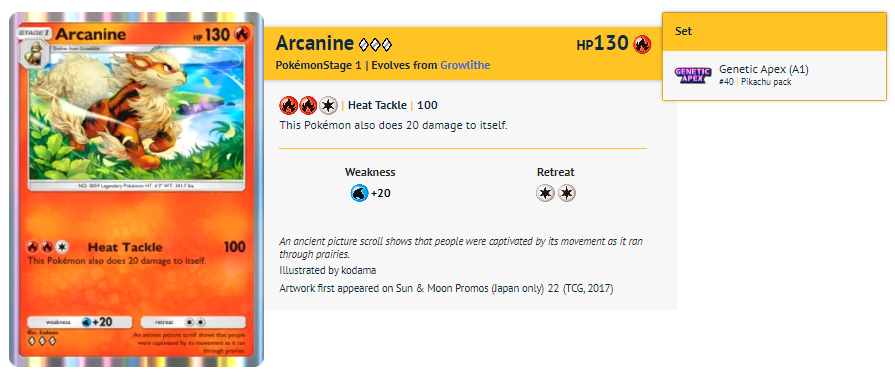 STAGE 1
Arcanine
HP 130
Evolves from Growlithe
NO. 0059 Legendary Pokémon HT: 6'3" WT: 341.7 lbs.
Heat Tackle 100
This Pokémon also does 20 damage to itself.
weakness +20 retreat
Illus. kodama
An ancient picture scroll shows that people
were captivated by its movement as it ran
through prairies.
Arcanine
HP130
PokémonStage 1 | Evolves from Growlithe
| Heat Tackle | 100
This Pokémon also does 20 damage to itself.
Weakness Retreat
+20
An ancient picture scroll shows that people were captivated by its movement as it ran
through prairies.
Illustrated by kodama
Artwork first appeared on Sun & Moon Promos (Japan only) 22 (TCG, 2017)
Set
GENETIC APEX
Genetic Apex (A1)
#40 | Pikachu pack